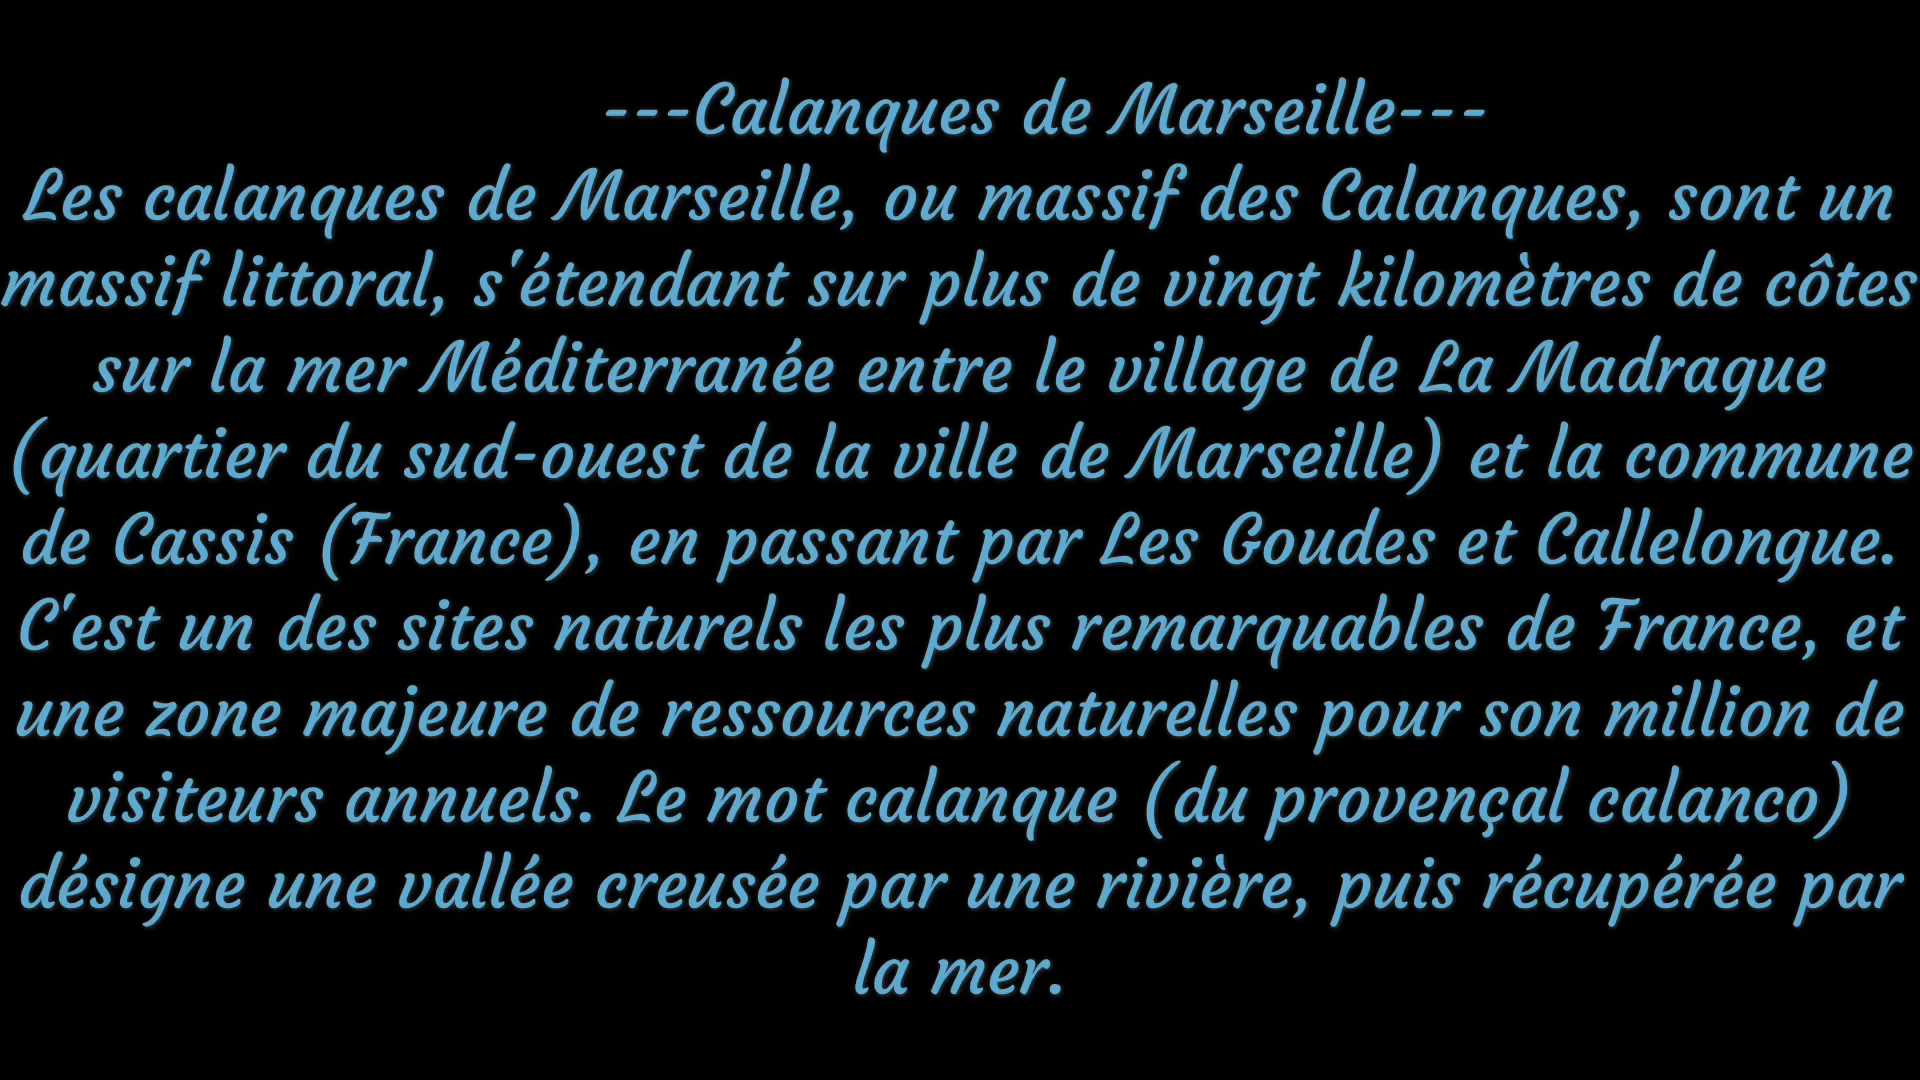 ---Calanques de Marseille---
Les calanques de Marseille, ou massif des Calanques, sont un
massif littoral, s'étendant sur plus de vingt kilomètres de côtes
sur la mer Méditerranée entre le village de La Madrague
(quartier du sud-ouest de la ville de Marseille) et la commune
de Cassis (France), en passant par Les Goudes et Callelongue.
C'est un des sites naturels les plus remarquables de France, et
une zone majeure de ressources naturelles pour son million de
visiteurs annuels. Le mot calanque (du provençal calanco)
désigne une vallée creusée par une rivière, puis récupérée par
la mer.